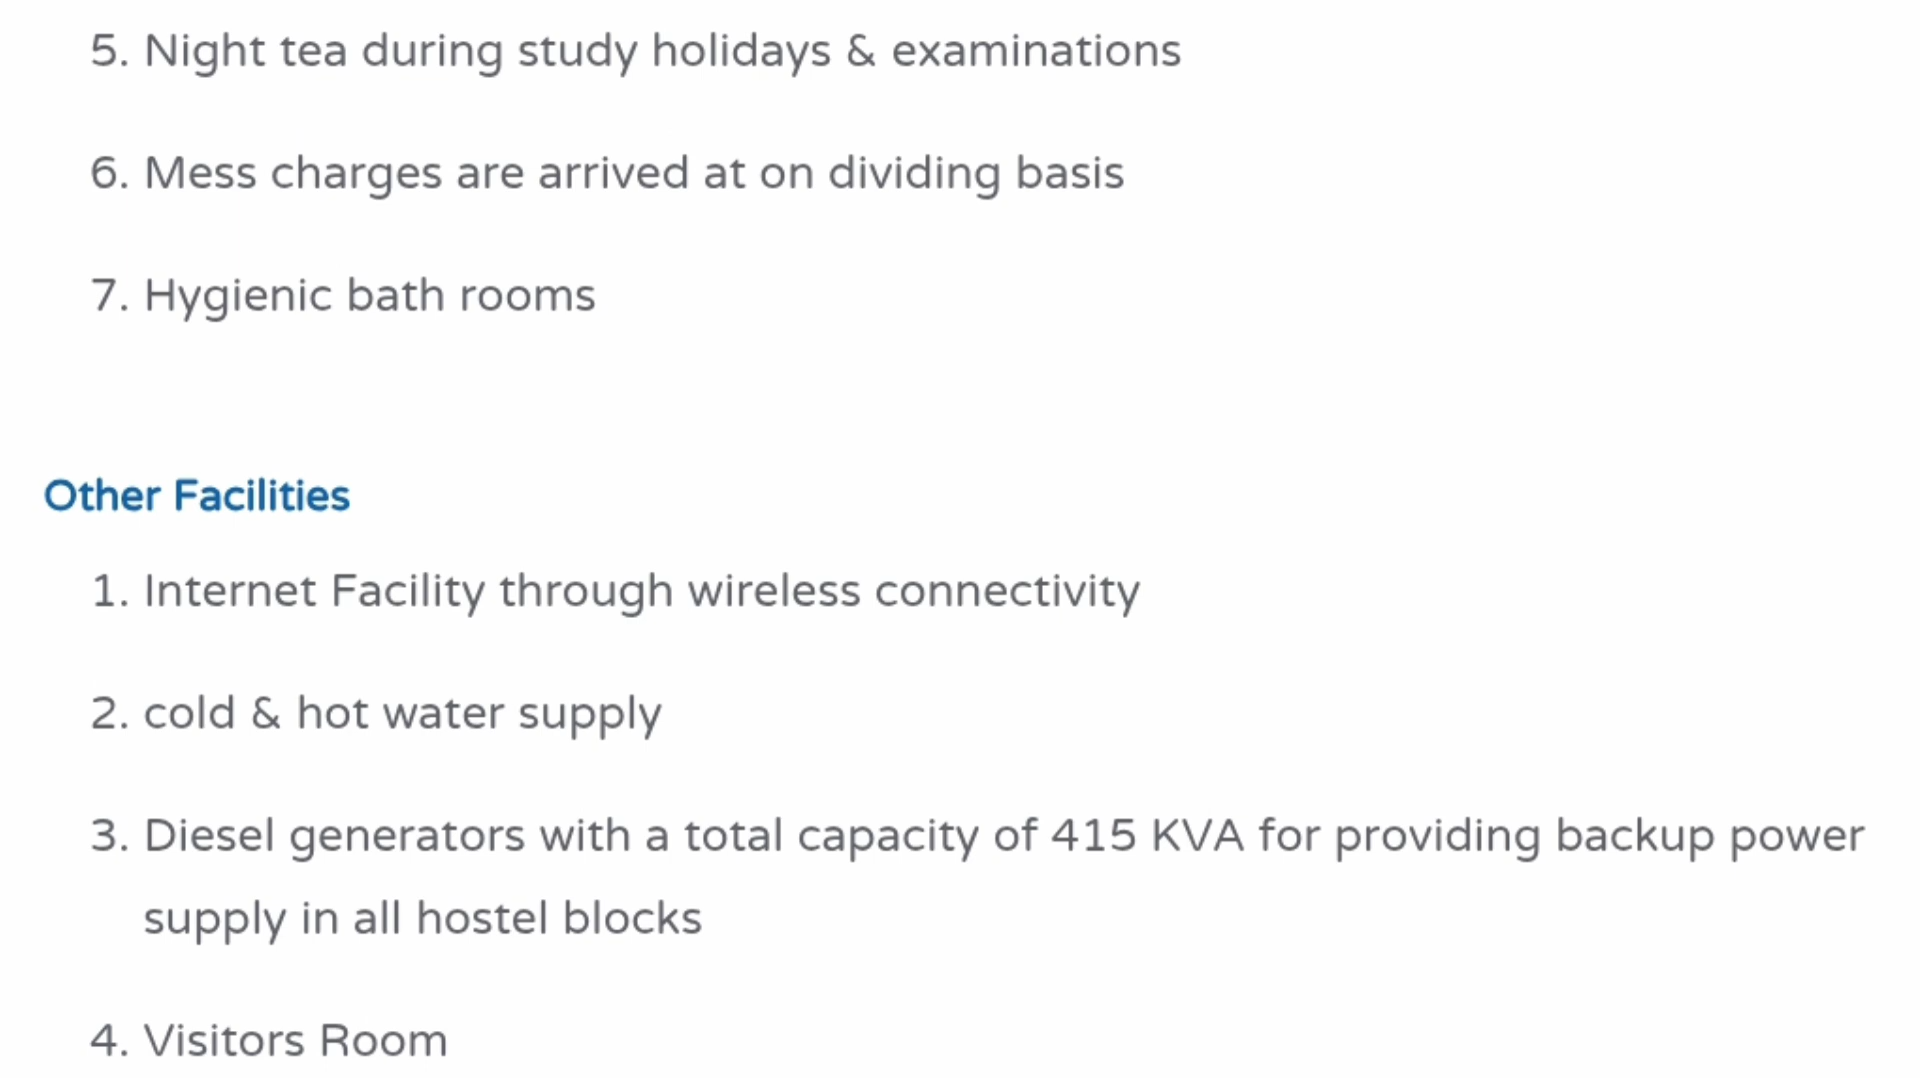 5. Night tea during study holidays & examinations
6. Mess charges are arrived at on dividing basis
7. Hygienic bath rooms
Other Facilities
1. Internet Facility through wireless connectivity
2. cold & hot water supply
3. Diesel generators with a total capacity of 415 KVA for providing backup power
supply in all hostel blocks
4. Visitors Room